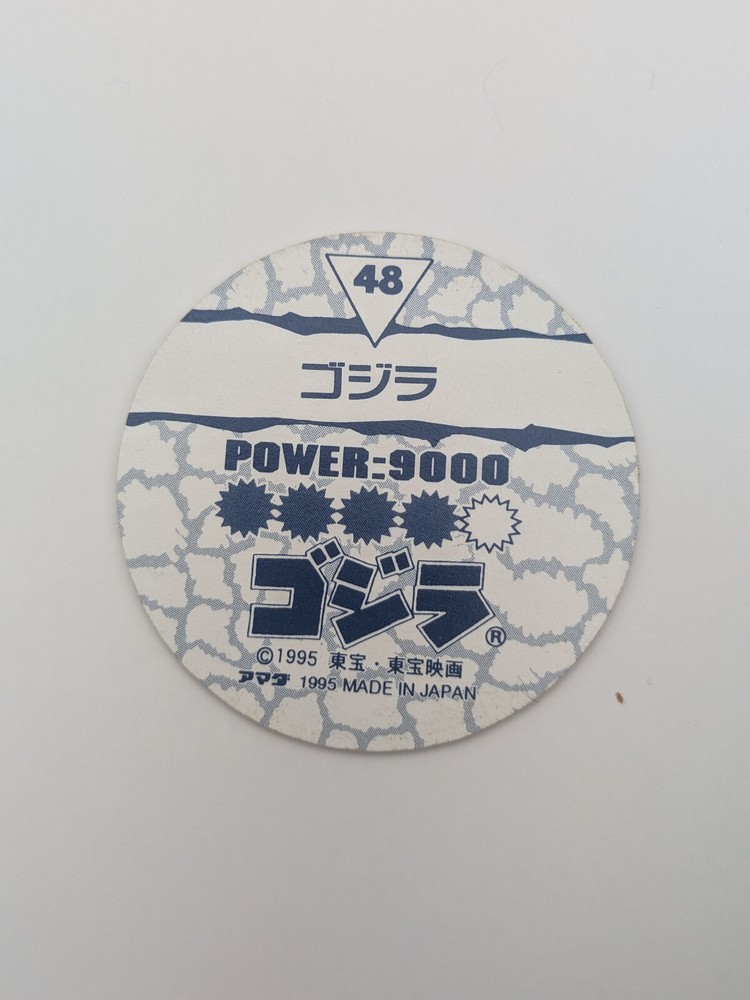 48
ゴジラ
POWER:9000
ゴジラ®
©1995 東宝・東宝映画
アマダ 1995 MADE IN JAPAN